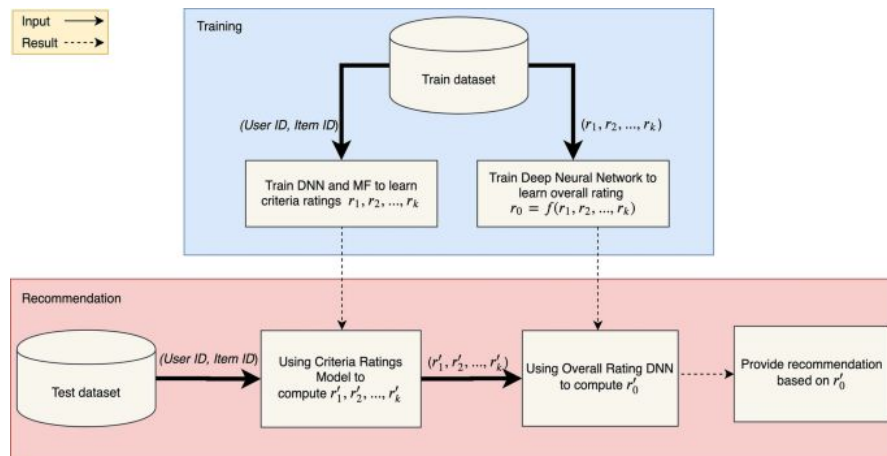 Input
Result
Training
Train dataset
(User ID, Item ID)
(r₁, r₂, ..., rₖ)
Train DNN and MF to learn
criteria ratings r₁, r₂, ..., rₖ
Train Deep Neural Network to
learn overall rating
r₀ = f(r₁, r₂, ..., rₖ)
Recommendation
Test dataset
(User ID, Item ID)
Using Criteria Ratings
Model to
compute r′₁, r′₂, ..., r′ₖ
(r′₁, r′₂, ..., r′ₖ)
Using Overall Rating DNN
to compute r′₀
Provide recommendation
based on r′₀